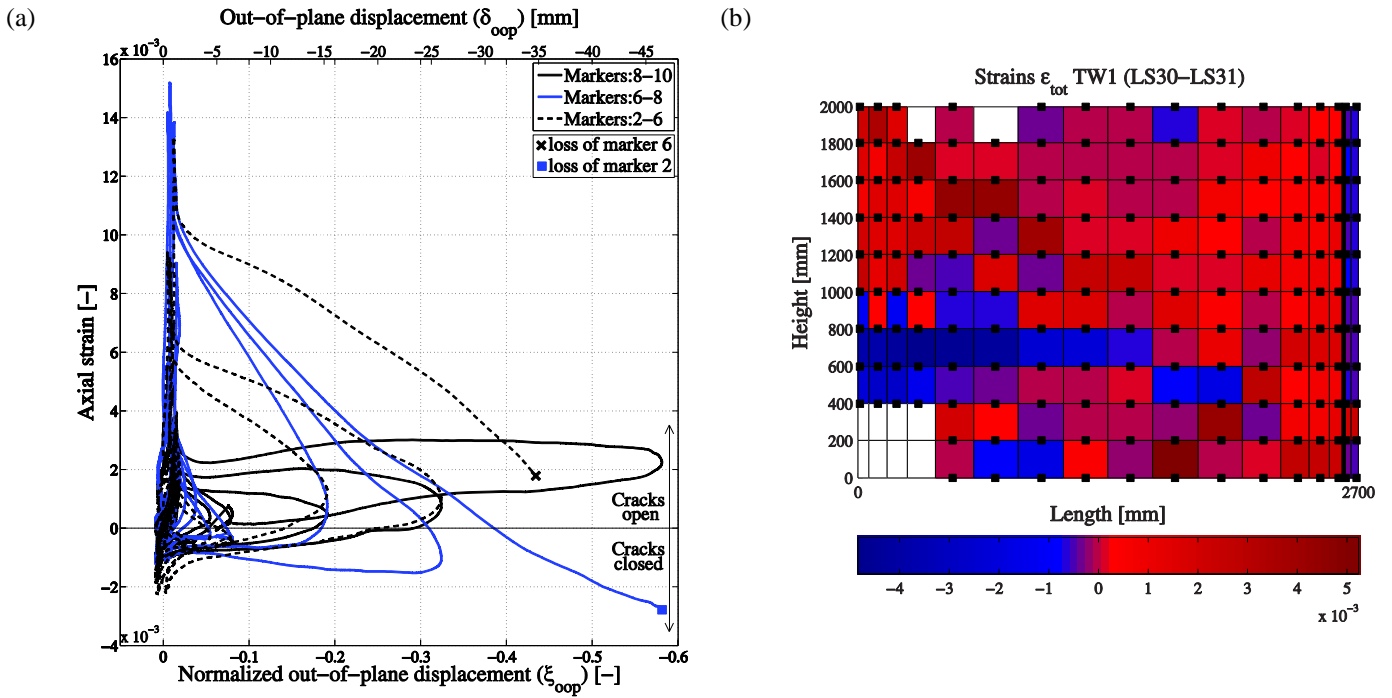 (a)
Out−of−plane displacement (δoop) [mm]
x 10−3 0 −5 −10 −15 −20 −25 −30 −35 −40 −45
16
14
12
10
8
6
4
2
0
−2
−4
Axial strain [−]
Markers:8−10
Markers:6−8
Markers:2−6
loss of marker 6
loss of marker 2
Cracks
open
Cracks
closed
x 10−3
0 −0.1 −0.2 −0.3 −0.4 −0.5 −0.6
Normalized out−of−plane displacement (ξoop) [−]
(b)
Strains εtot TW1 (LS30−LS31)
2000
1800
1600
1400
1200
1000
800
600
400
200
0
Height [mm]
0 2700
Length [mm]
−4 −3 −2 −1 0 1 2 3 4 5
x 10−3